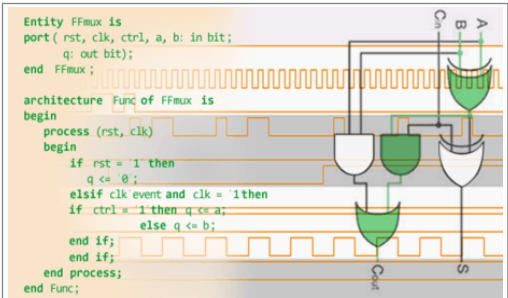 Entity FFmux is
port ( rst, clk, ctrl, a, b: in bit;
q: out bit);
end FFmux ;
architecture Func of FFmux is
begin
process (rst, clk)
begin
if rst = '1' then
q <= '0';
elsif clk'event and clk = '1then
if ctrl = '1'then q <= a;
else q <= b;
end if;
end if;
end process;
end Func;
Cin
B
A
Cout
S